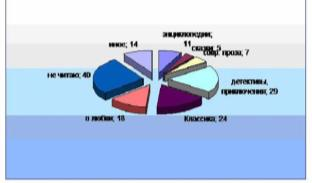 энциклопедии;
11
иное; 14
сказки; 5
совр. проза; 7
не читаю; 40
детективы,
приключения; 29
о любви; 18
Классика; 24